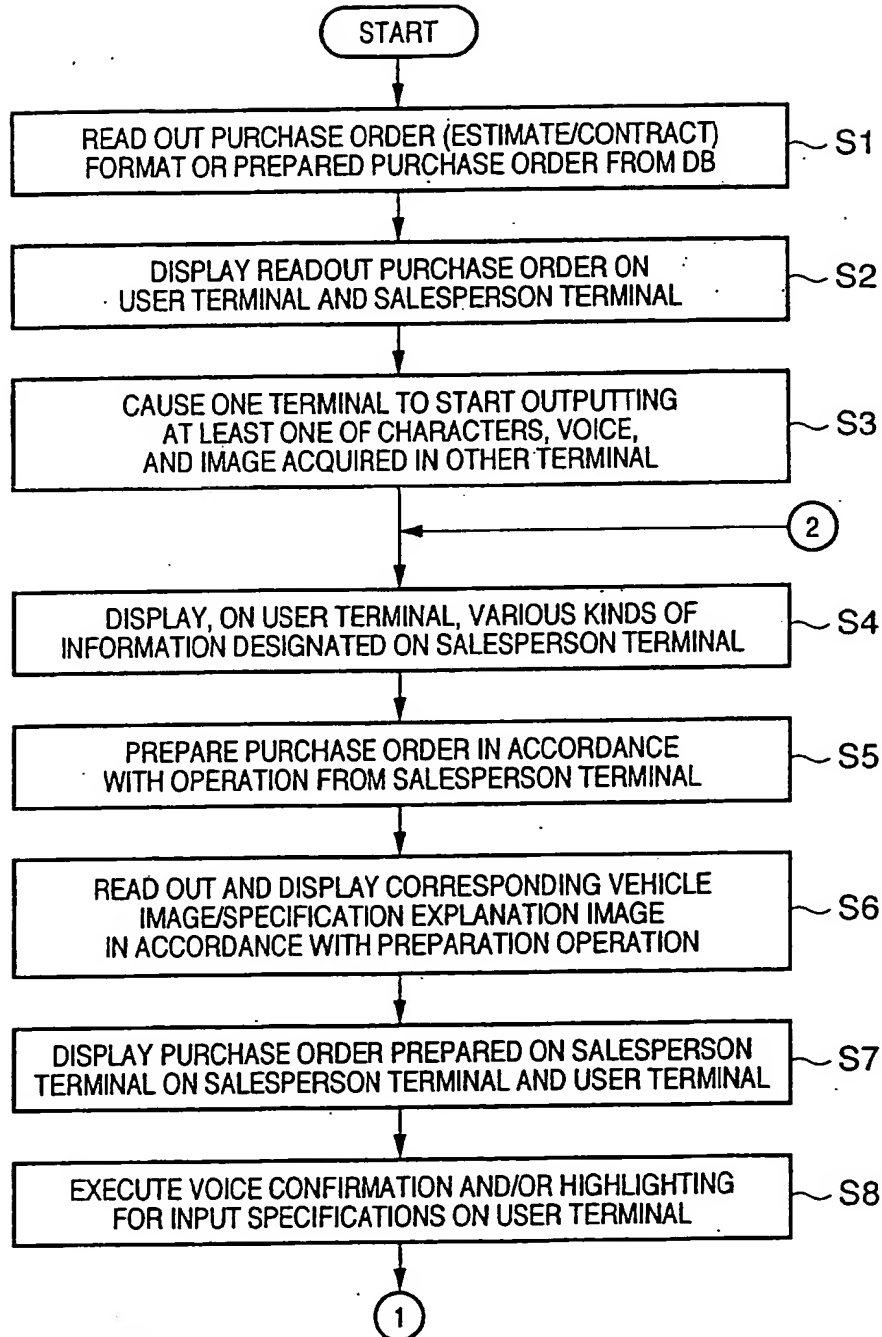 START
READ OUT PURCHASE ORDER (ESTIMATE/CONTRACT)
FORMAT OR PREPARED PURCHASE ORDER FROM DB
S1
DISPLAY READOUT PURCHASE ORDER ON
USER TERMINAL AND SALESPERSON TERMINAL
S2
CAUSE ONE TERMINAL TO START OUTPUTTING
AT LEAST ONE OF CHARACTERS, VOICE,
AND IMAGE ACQUIRED IN OTHER TERMINAL
S3
2
DISPLAY, ON USER TERMINAL, VARIOUS KINDS OF
INFORMATION DESIGNATED ON SALESPERSON TERMINAL
S4
PREPARE PURCHASE ORDER IN ACCORDANCE
WITH OPERATION FROM SALESPERSON TERMINAL
S5
READ OUT AND DISPLAY CORRESPONDING VEHICLE
IMAGE/SPECIFICATION EXPLANATION IMAGE
IN ACCORDANCE WITH PREPARATION OPERATION
S6
DISPLAY PURCHASE ORDER PREPARED ON SALESPERSON
TERMINAL ON SALESPERSON TERMINAL AND USER TERMINAL
S7
EXECUTE VOICE CONFIRMATION AND/OR HIGHLIGHTING
FOR INPUT SPECIFICATIONS ON USER TERMINAL
S8
1